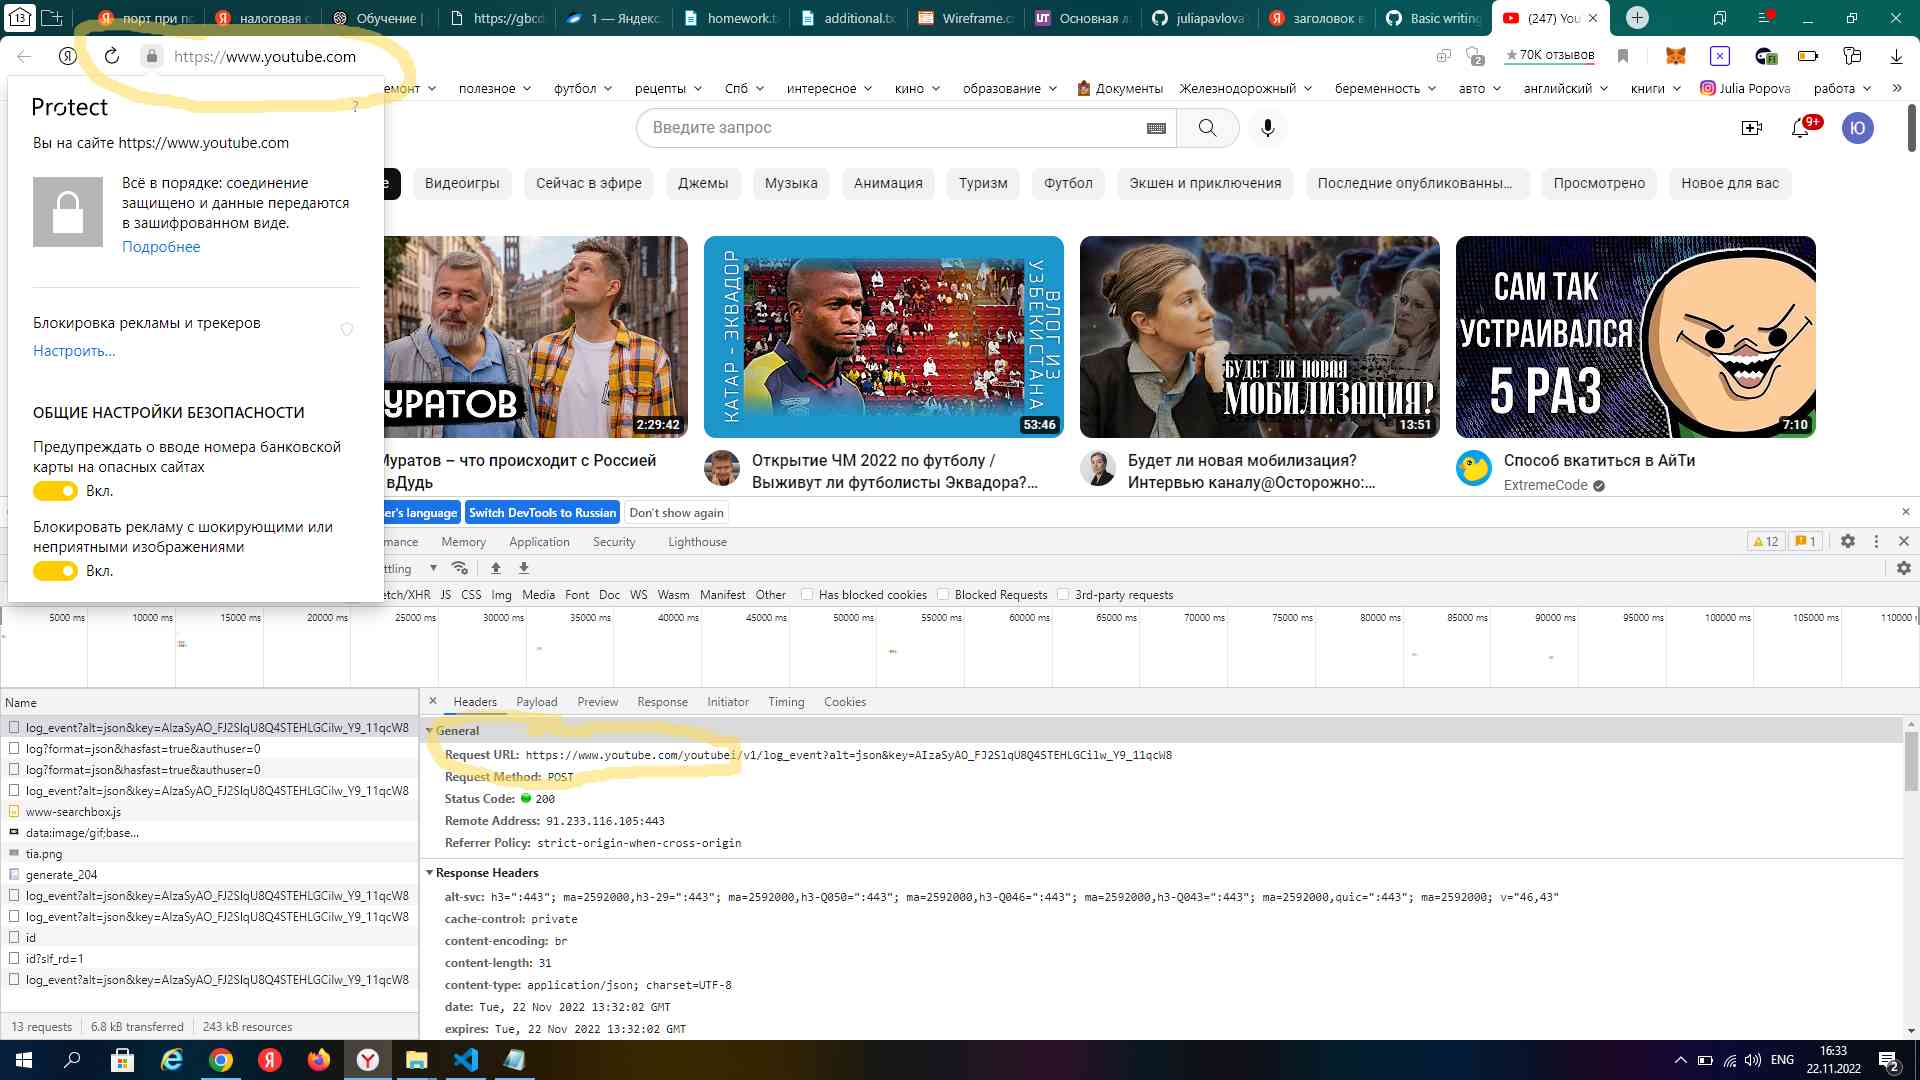 13
порт при по
налоговая с
Обучение |
https://gbcd
1 — Яндекс.
homework.t
additional.tx
Wireframe.c
Основная л
juliapavlova
заголовок в
Basic writing
(247) You
https://www.youtube.com
70K отзывов
ремонт
полезное
футбол
рецепты
Спб
интересное
кино
образование
Документы
Железнодорожный
беременность
авто
английский
книги
Julia Popova
работа
»
Protect
?
Вы на сайте https://www.youtube.com
Всё в порядке: соединение
защищено и данные передаются
в зашифрованном виде.
Подробнее
Блокировка рекламы и трекеров
Настроить...
ОБЩИЕ НАСТРОЙКИ БЕЗОПАСНОСТИ
Предупреждать о вводе номера банковской
карты на опасных сайтах
Вкл.
Блокировать рекламу с шокирующими или
неприятными изображениями
Вкл.
Введите запрос
9+
Ю
е
Видеоигры
Сейчас в эфире
Джемы
Музыка
Анимация
Туризм
Футбол
Экшен и приключения
Последние опубликованны...
Просмотрено
Новое для вас
УРАТОВ
2:29:42
КАТАР - ЭКВАДОР
ВЛОГ ИЗ
УЗБЕКИСТАНА
53:46
БУДЕТ ЛИ НОВАЯ
МОБИЛИЗАЦИЯ?
13:51
САМ ТАК
УСТРАИВАЛСЯ
5 РАЗ
7:10
Муратов – что происходит с Россией
вДудь
Открытие ЧМ 2022 по футболу /
Выживут ли футболисты Эквадора?...
Будет ли новая мобилизация?
Интервью каналу@Осторожно:...
Способ вкатиться в АйТи
ExtremeCode
er's language
Switch DevTools to Russian
Don't show again
mance
Memory
Application
Security
Lighthouse
12
1
ttling
etch/XHR
JS
CSS
Img
Media
Font
Doc
WS
Wasm
Manifest
Other
Has blocked cookies
Blocked Requests
3rd-party requests
5000 ms
10000 ms
15000 ms
20000 ms
25000 ms
30000 ms
35000 ms
40000 ms
45000 ms
50000 ms
55000 ms
60000 ms
65000 ms
70000 ms
75000 ms
80000 ms
85000 ms
90000 ms
95000 ms
100000 ms
105000 ms
110000
Name
log_event?alt=json&key=AIzaSyAO_FJ2SlqU8Q4STEHLGCilw_Y9_11qcW8
log?format=json&hasfast=true&authuser=0
log?format=json&hasfast=true&authuser=0
log_event?alt=json&key=AIzaSyAO_FJ2SlqU8Q4STEHLGCilw_Y9_11qcW8
www-searchbox.js
data:image/gif;base...
tia.png
generate_204
log_event?alt=json&key=AIzaSyAO_FJ2SlqU8Q4STEHLGCilw_Y9_11qcW8
log_event?alt=json&key=AIzaSyAO_FJ2SlqU8Q4STEHLGCilw_Y9_11qcW8
id
id?slf_rd=1
log_event?alt=json&key=AIzaSyAO_FJ2SlqU8Q4STEHLGCilw_Y9_11qcW8
13 requests
6.8 kB transferred
243 kB resources
Headers
Payload
Preview
Response
Initiator
Timing
Cookies
General
Request URL: https://www.youtube.com/youtubei/v1/log_event?alt=json&key=AIzaSyAO_FJ2SlqU8Q4STEHLGCilw_Y9_11qcW8
Request Method: POST
Status Code: 200
Remote Address: 91.233.116.105:443
Referrer Policy: strict-origin-when-cross-origin
Response Headers
alt-svc: h3=":443"; ma=2592000,h3-29=":443"; ma=2592000,h3-Q050=":443"; ma=2592000,h3-Q046=":443"; ma=2592000,h3-Q043=":443"; ma=2592000,quic=":443"; ma=2592000; v="46,43"
cache-control: private
content-encoding: br
content-length: 31
content-type: application/json; charset=UTF-8
date: Tue, 22 Nov 2022 13:32:02 GMT
expires: Tue, 22 Nov 2022 13:32:02 GMT
ENG
16:33
22.11.2022
2